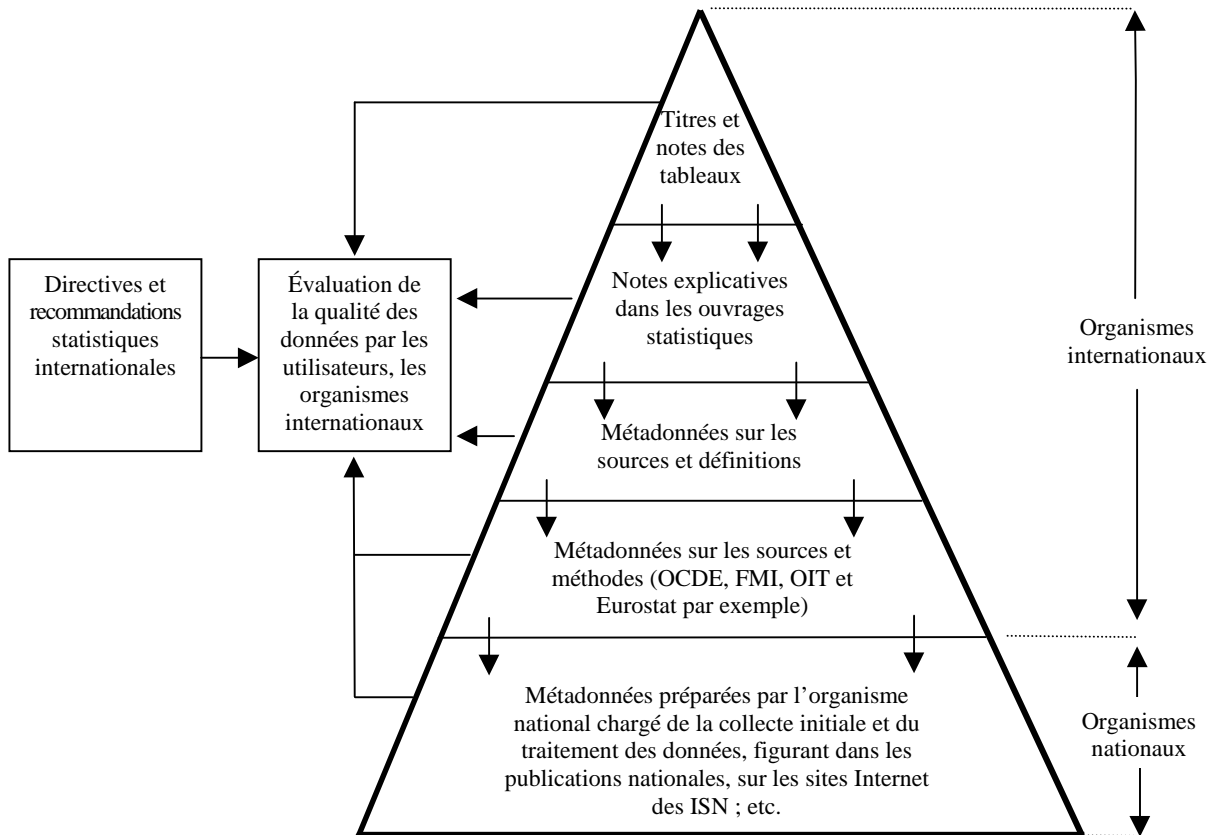 Titres et
notes des
tableaux
Directives et
recommandations
statistiques
internationales
Évaluation de
la qualité des
données par les
utilisateurs, les
organismes
internationaux
Notes explicatives
dans les ouvrages
statistiques
Organismes
internationaux
Métadonnées sur les
sources et définitions
Métadonnées sur les sources et
méthodes (OCDE, FMI, OIT et
Eurostat par exemple)
Métadonnées préparées par l’organisme
national chargé de la collecte initiale et du
traitement des données, figurant dans les
publications nationales, sur les sites Internet
des ISN ; etc.
Organismes
nationaux